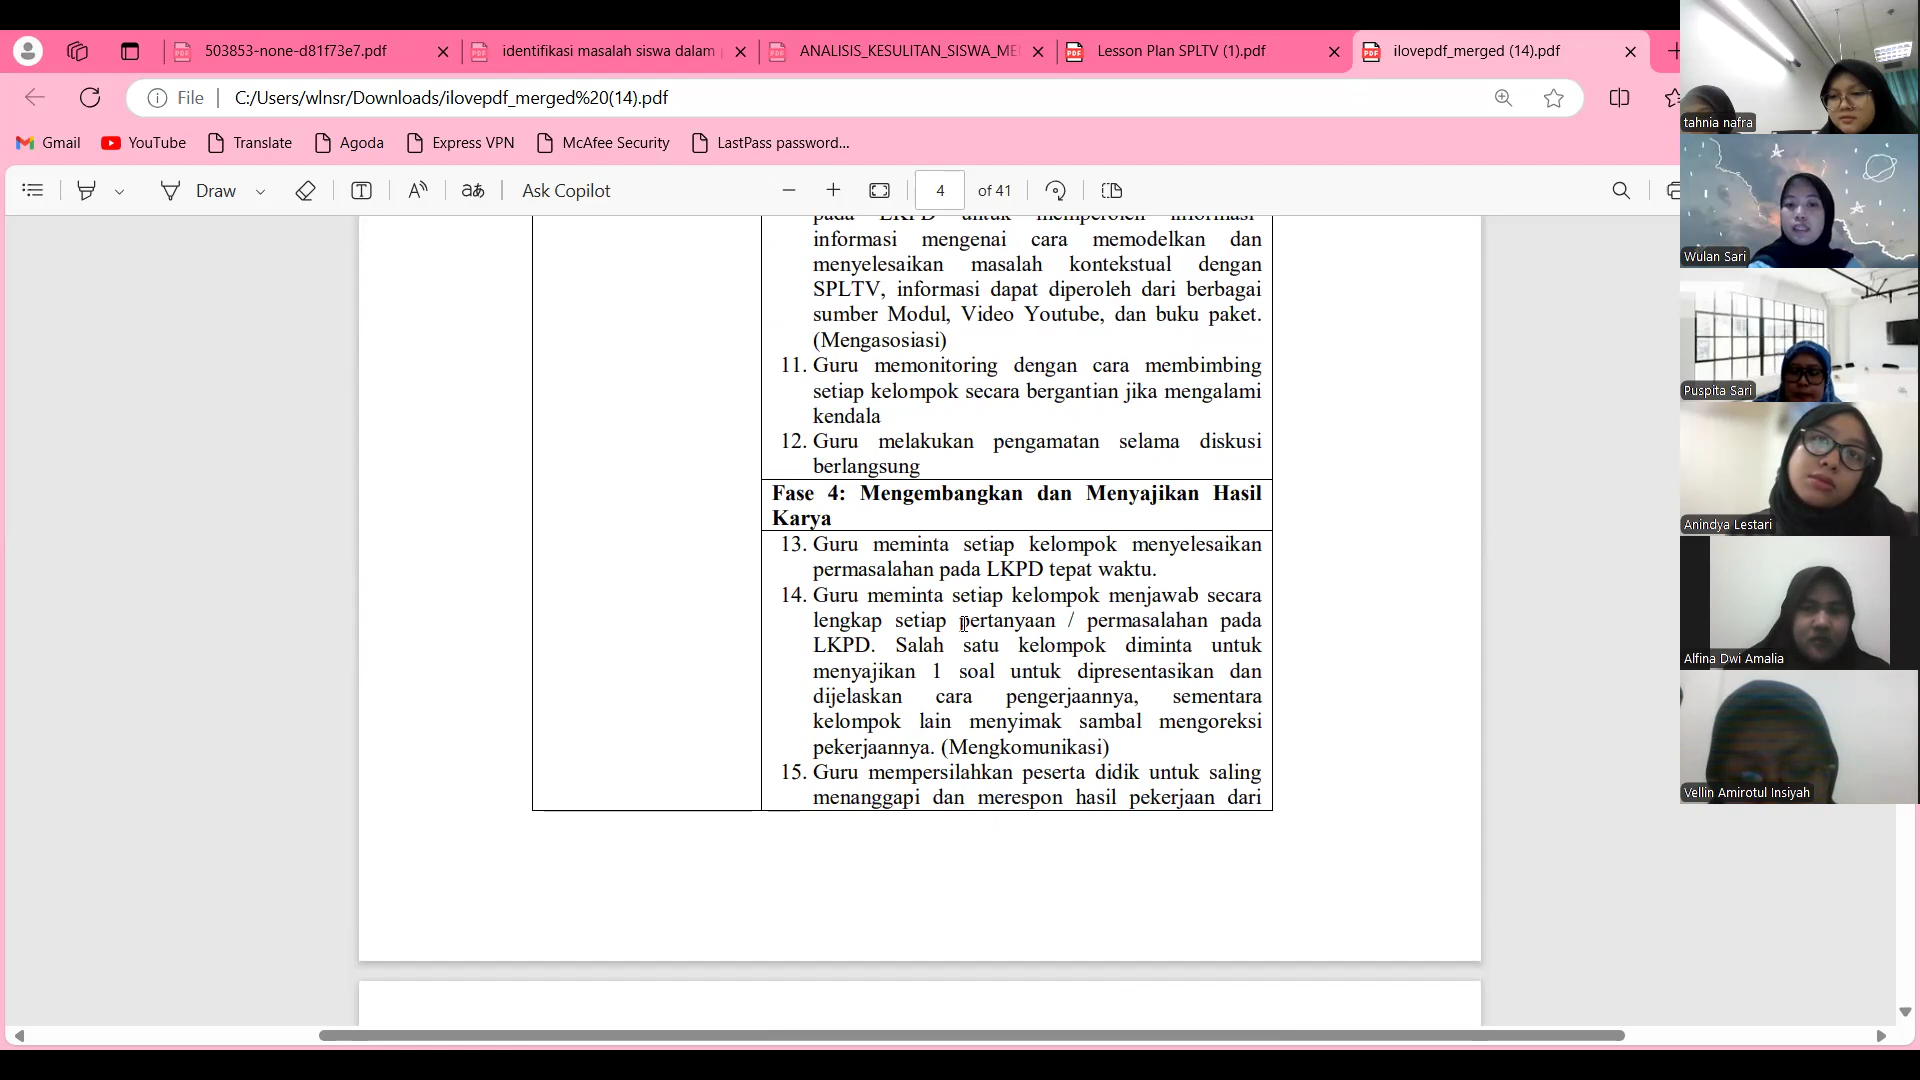 503853-none-d81f73e7.pdf
identifikasi masalah siswa dalam
ANALISIS_KESULITAN_SISWA_ME
Lesson Plan SPLTV (1).pdf
ilovepdf_merged (14).pdf
File
C:/Users/wlnsr/Downloads/ilovepdf_merged%20(14).pdf
Gmail
YouTube
Translate
Agoda
Express VPN
McAfee Security
LastPass password...
Draw
Ask Copilot
4 of 41
pada LKPD untuk memperoleh informasi-
informasi mengenai cara memodelkan dan
menyelesaikan masalah kontekstual dengan
SPLTV, informasi dapat diperoleh dari berbagai
sumber Modul, Video Youtube, dan buku paket.
(Mengasosiasi)
11. Guru memonitoring dengan cara membimbing
setiap kelompok secara bergantian jika mengalami
kendala
12. Guru melakukan pengamatan selama diskusi
berlangsung
Fase 4: Mengembangkan dan Menyajikan Hasil
Karya
13. Guru meminta setiap kelompok menyelesaikan
permasalahan pada LKPD tepat waktu.
14. Guru meminta setiap kelompok menjawab secara
lengkap setiap pertanyaan / permasalahan pada
LKPD. Salah satu kelompok diminta untuk
menyajikan 1 soal untuk dipresentasikan dan
dijelaskan cara pengerjaannya, sementara
kelompok lain menyimak sambal mengoreksi
pekerjaannya. (Mengkomunikasi)
15. Guru mempersilahkan peserta didik untuk saling
menanggapi dan merespon hasil pekerjaan dari
tahnia nafra
Wulan Sari
Puspita Sari
Anindya Lestari
Alfina Dwi Amalia
Vellin Amirotul Insiyah